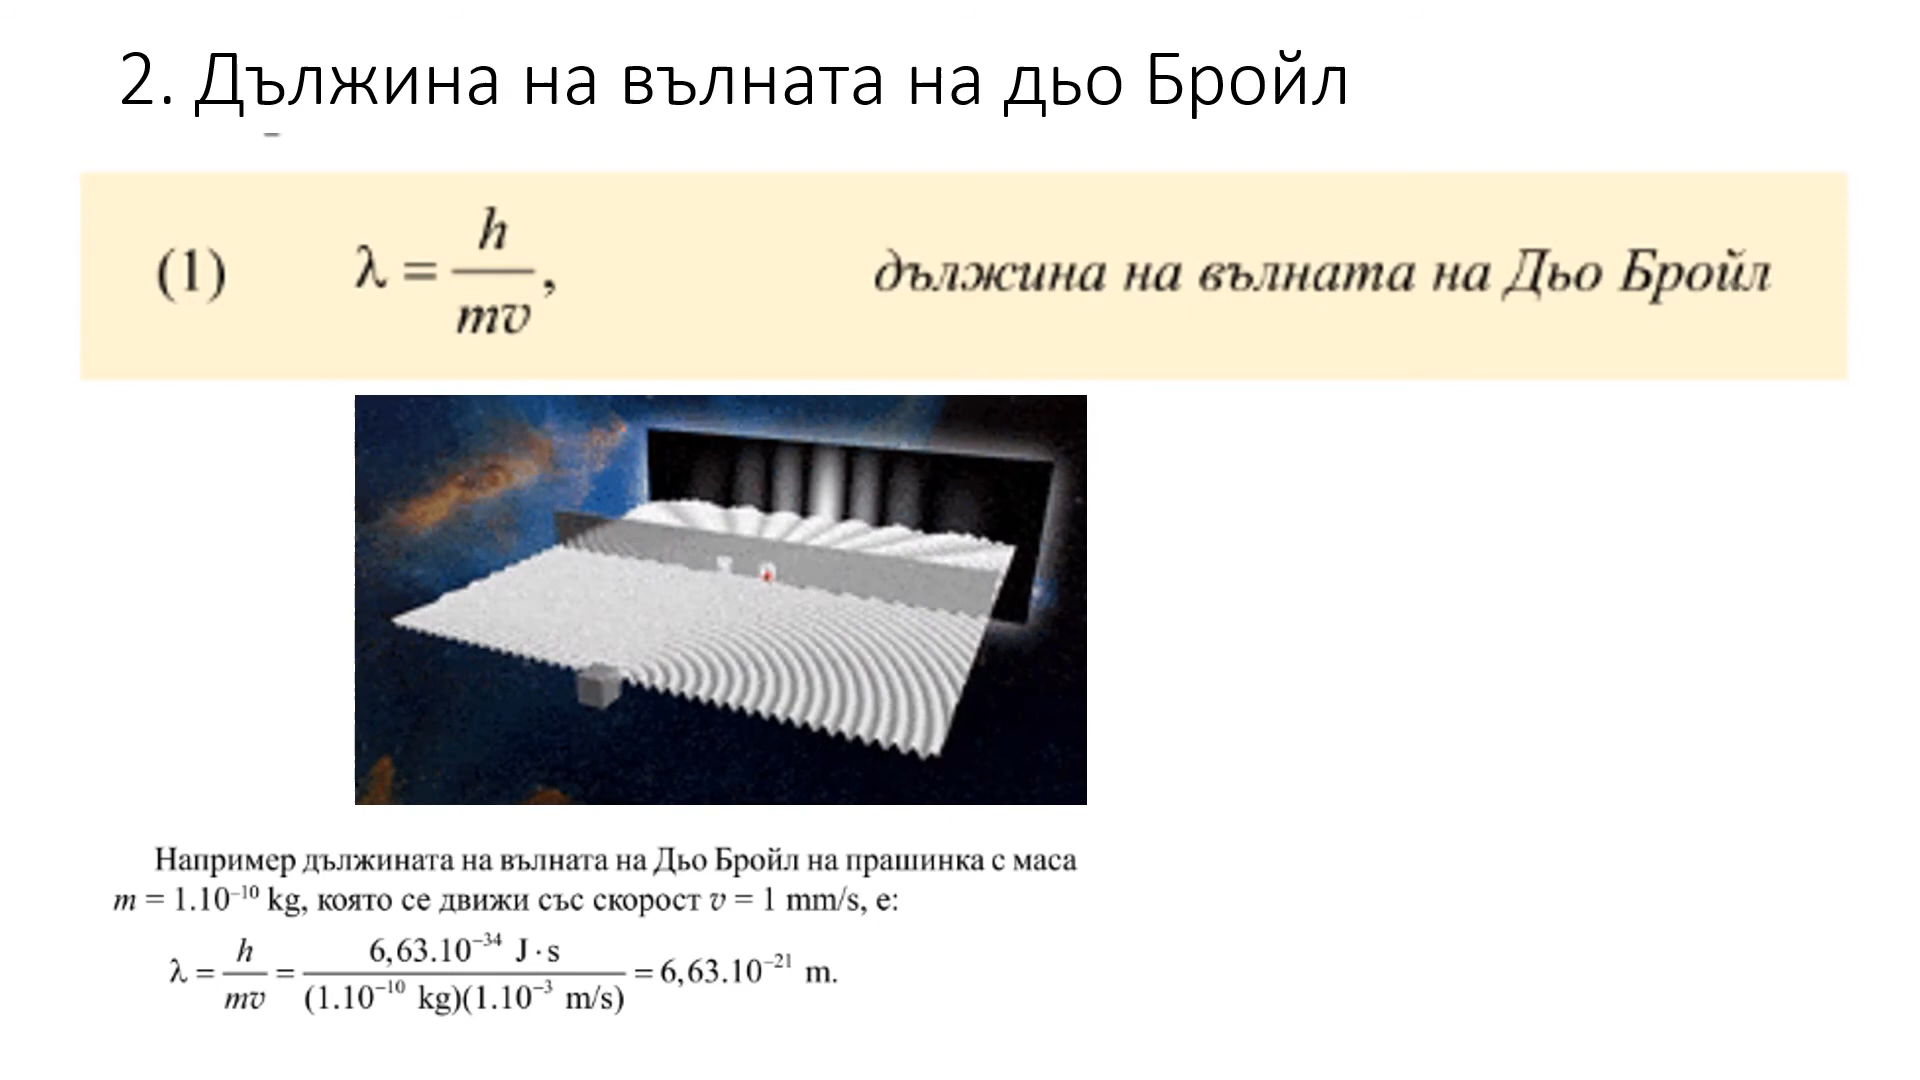 2. Дължина на вълната на дьо Бройл
(1) λ = h / mv, дължина на вълната на Дьо Бройл
Например дължината на вълната на Дьо Бройл на прашинка с маса
m = 1.10⁻¹⁰ kg, която се движи със скорост v = 1 mm/s, е:
λ = h / mv = 6,63.10⁻³⁴ J·s / (1.10⁻¹⁰ kg)(1.10⁻³ m/s) = 6,63.10⁻²¹ m.